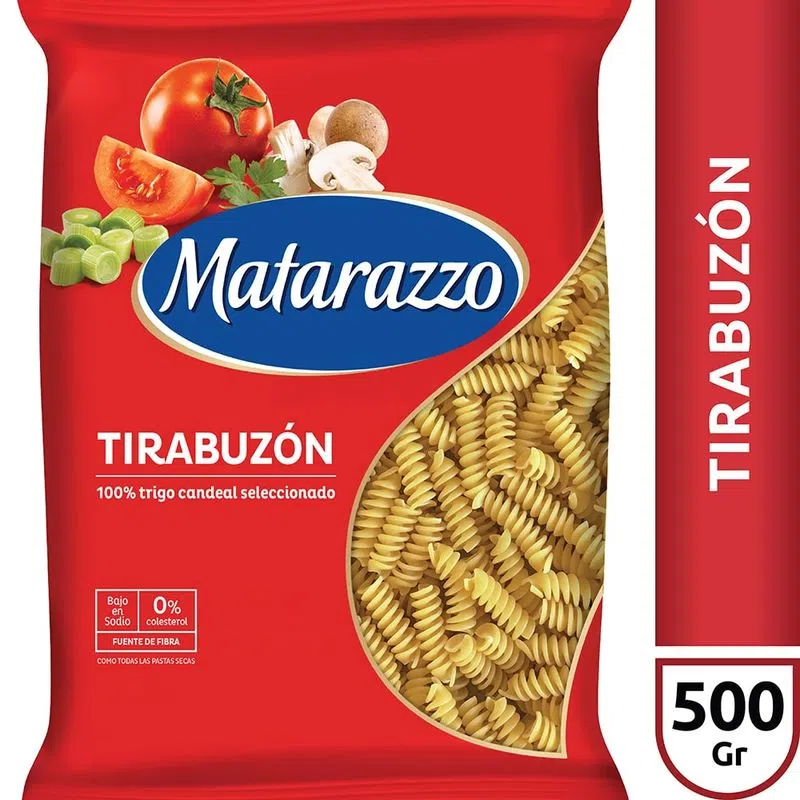 Matarazzo
TIRABUZÓN
100% trigo candeal seleccionado
Bajo
en
Sodio
0%
colesterol
FUENTE DE FIBRA
COMO TODAS LAS PASTAS SECAS
TIRABUZÓN
500
Gr